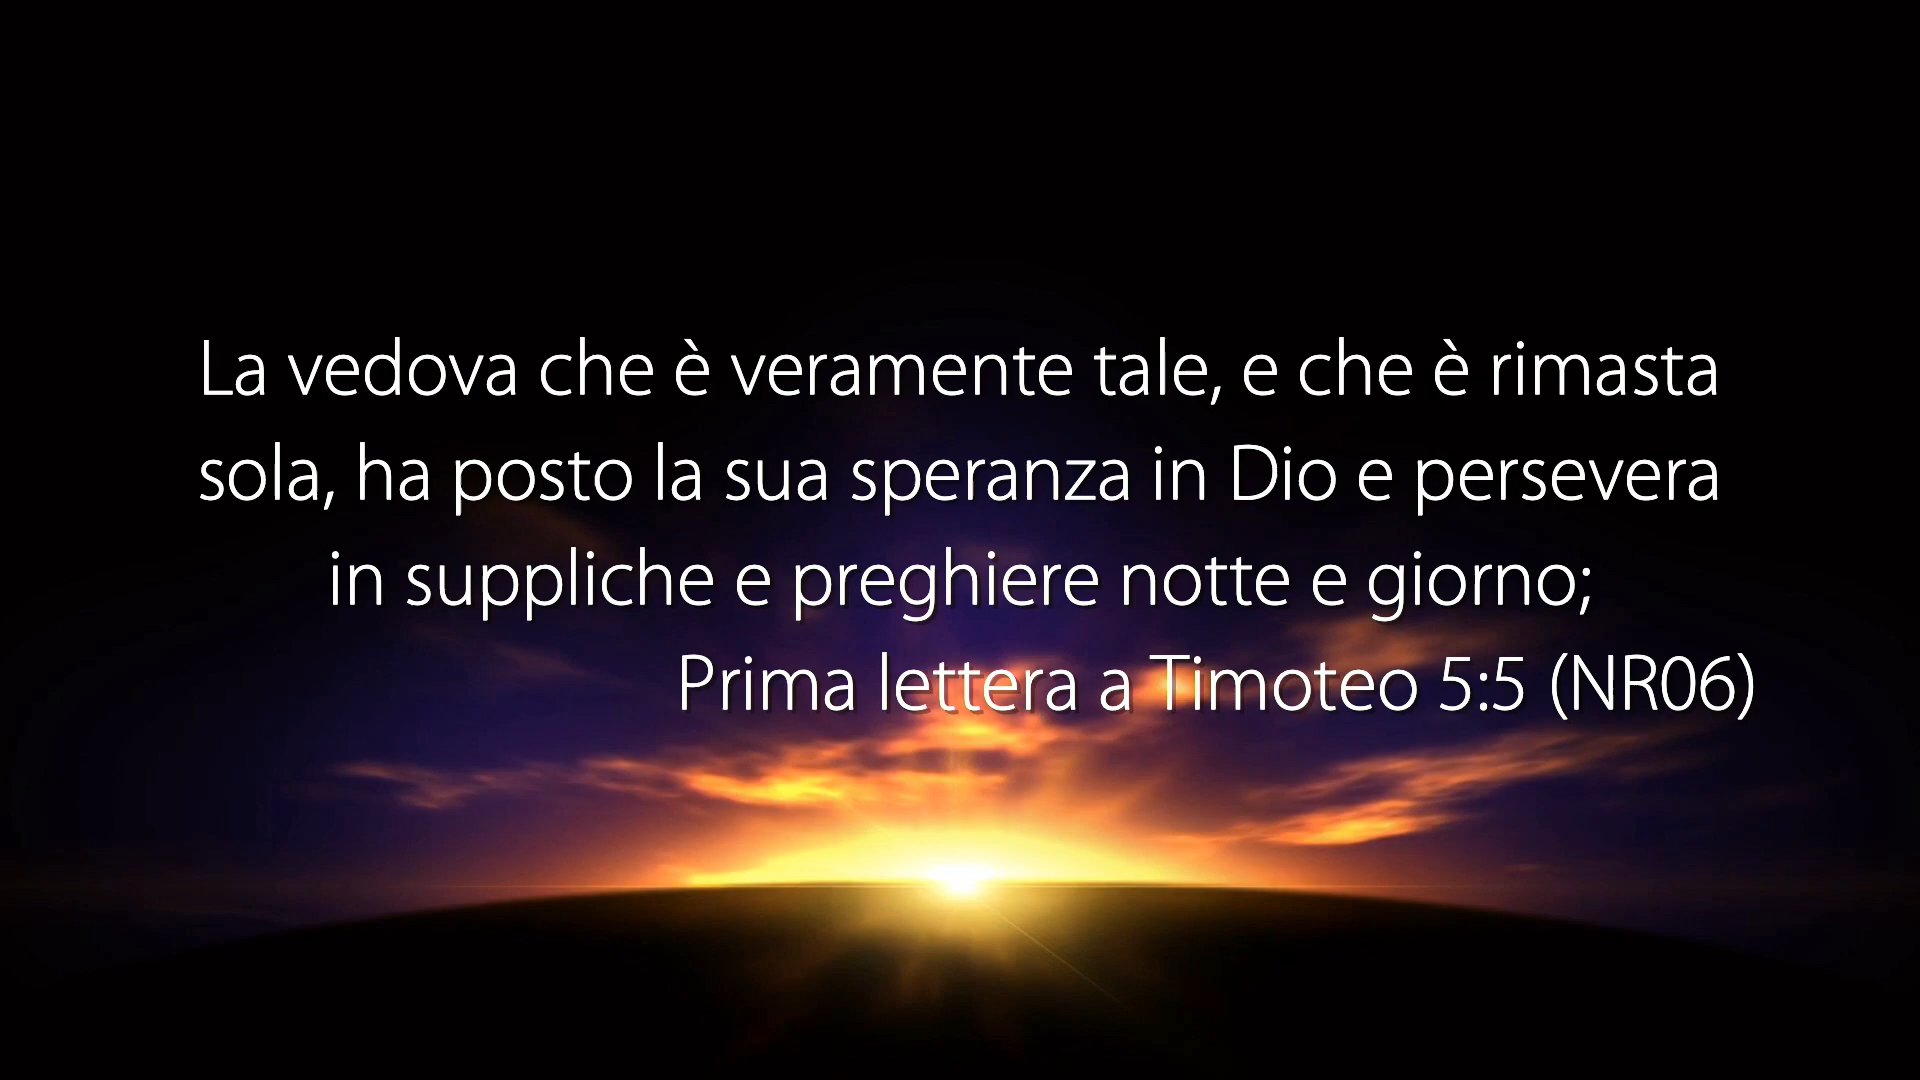 La vedova che è veramente tale, e che è rimasta
sola, ha posto la sua speranza in Dio e persevera
in suppliche e preghiere notte e giorno;
Prima lettera a Timoteo 5:5 (NR06)